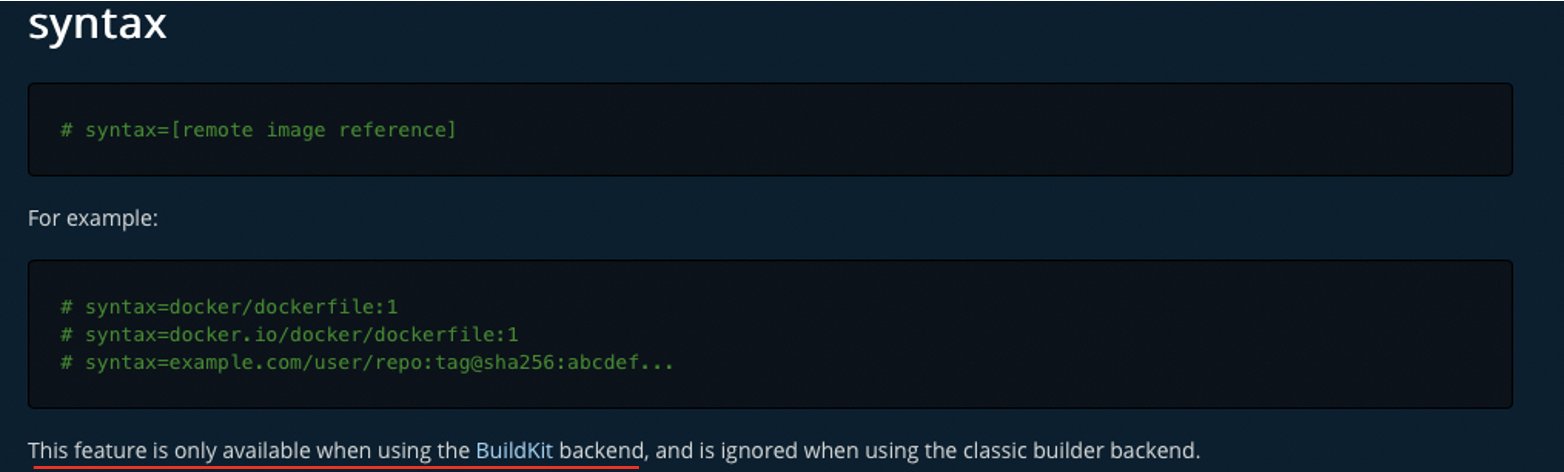 syntax
# syntax=[remote image reference]
For example:
# syntax=docker/dockerfile:1
# syntax=docker.io/docker/dockerfile:1
# syntax=example.com/user/repo:tag@sha256:abcdef...
This feature is only available when using the BuildKit backend, and is ignored when using the classic builder backend.